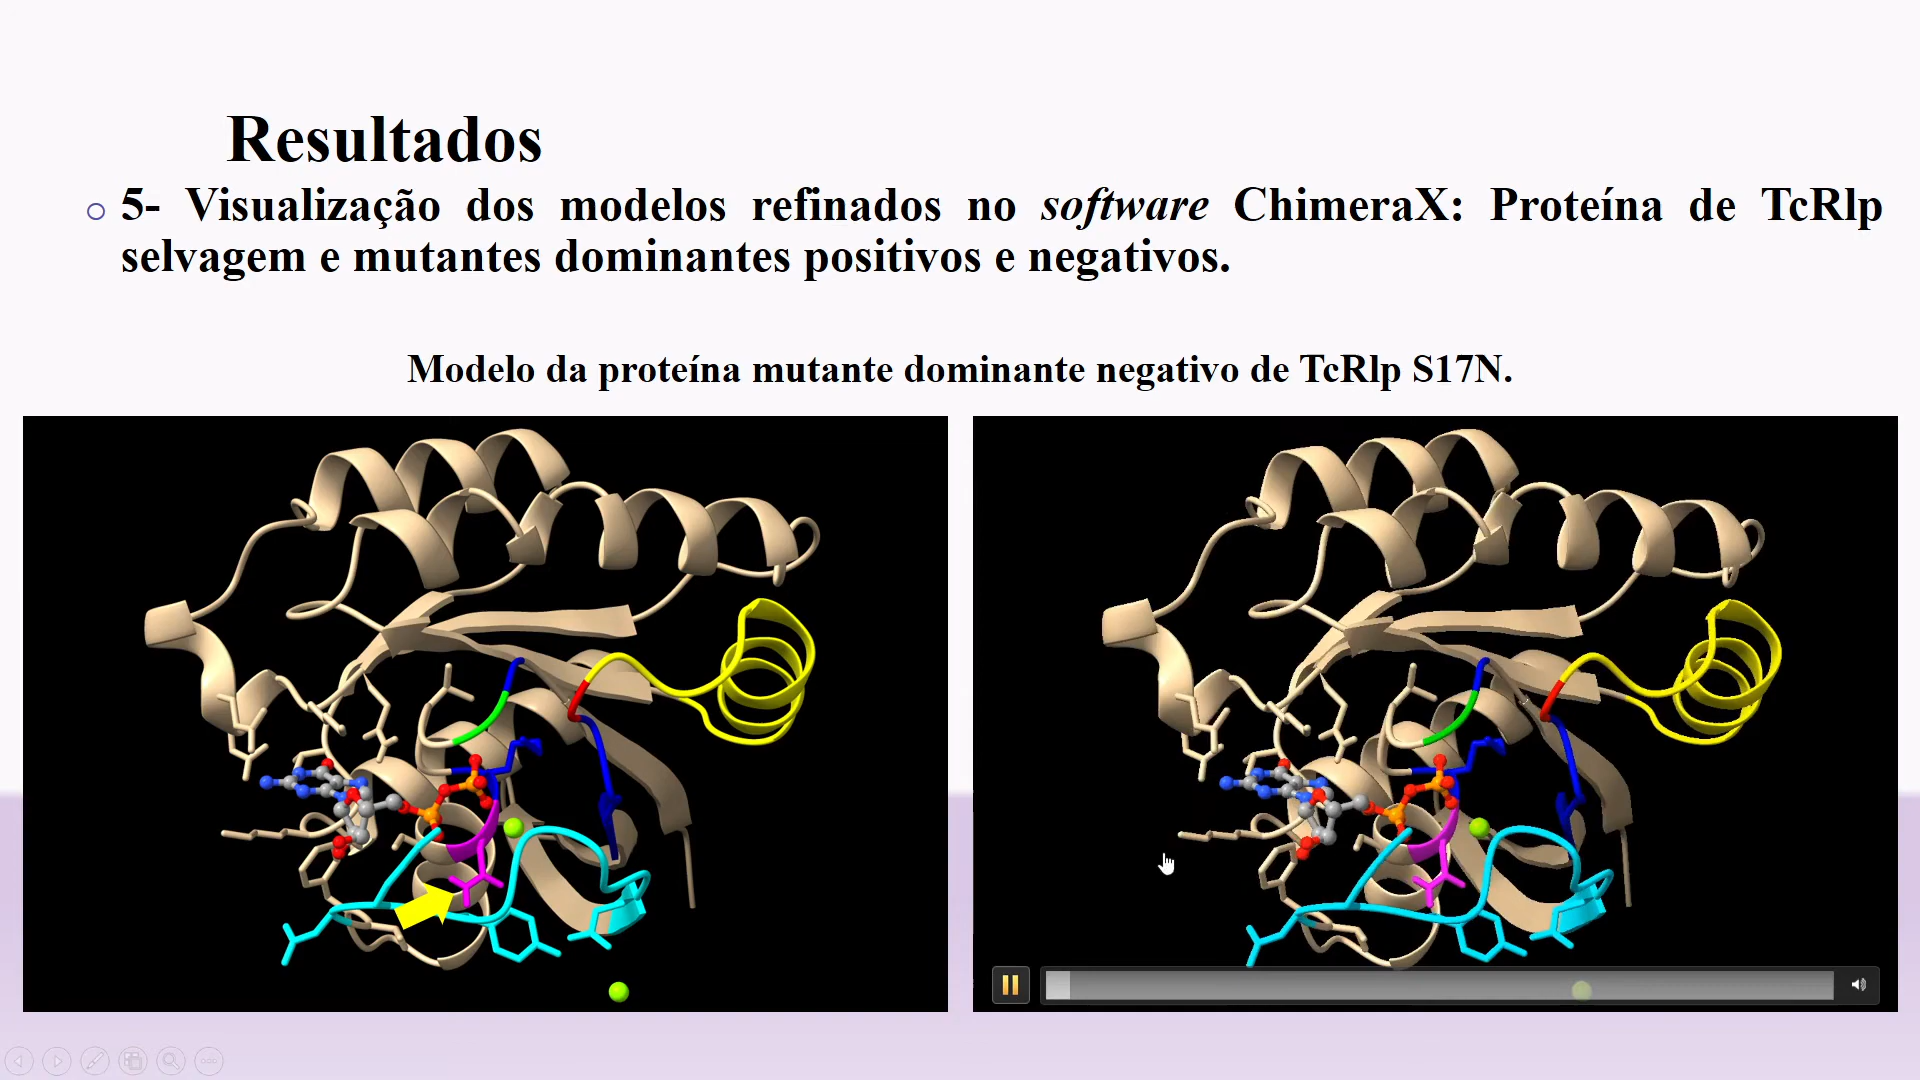 Resultados
5- Visualização dos modelos refinados no software ChimeraX: Proteína de TcRlp
selvagem e mutantes dominantes positivos e negativos.
Modelo da proteína mutante dominante negativo de TcRlp S17N.